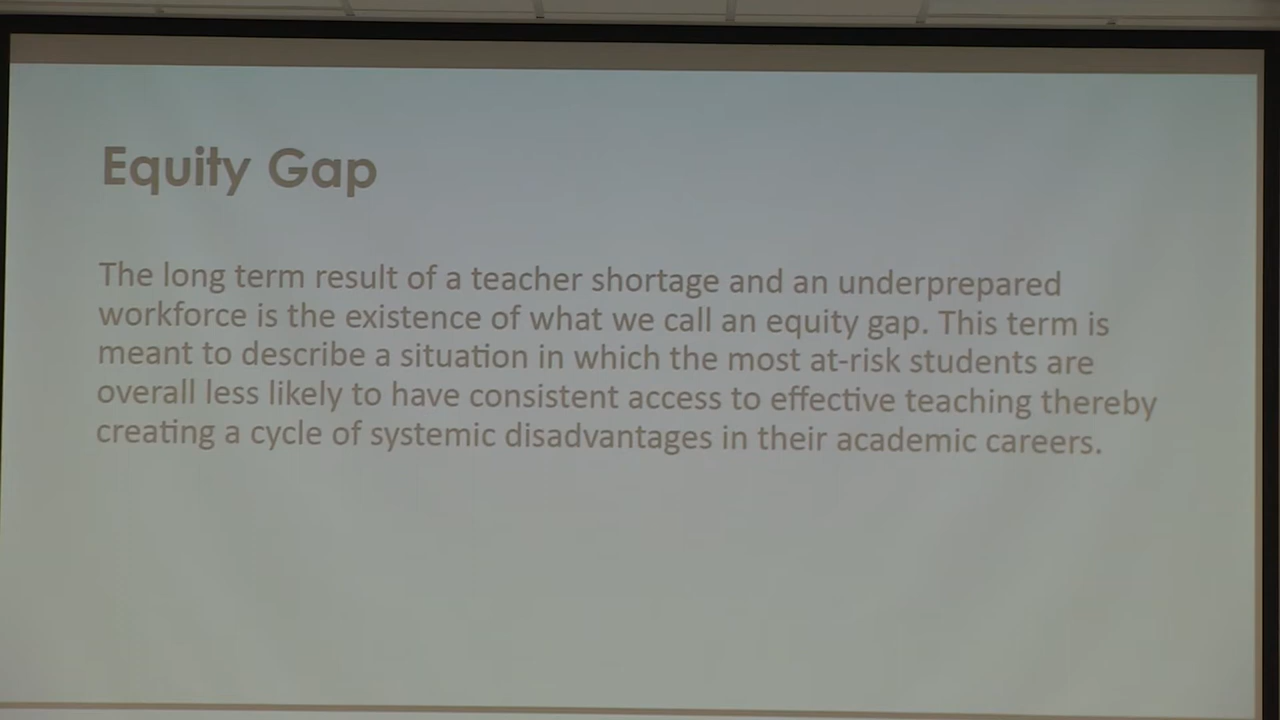 Equity Gap
The long term result of a teacher shortage and an underprepared
workforce is the existence of what we call an equity gap. This term is
meant to describe a situation in which the most at-risk students are
overall less likely to have consistent access to effective teaching thereby
creating a cycle of systemic disadvantages in their academic careers.